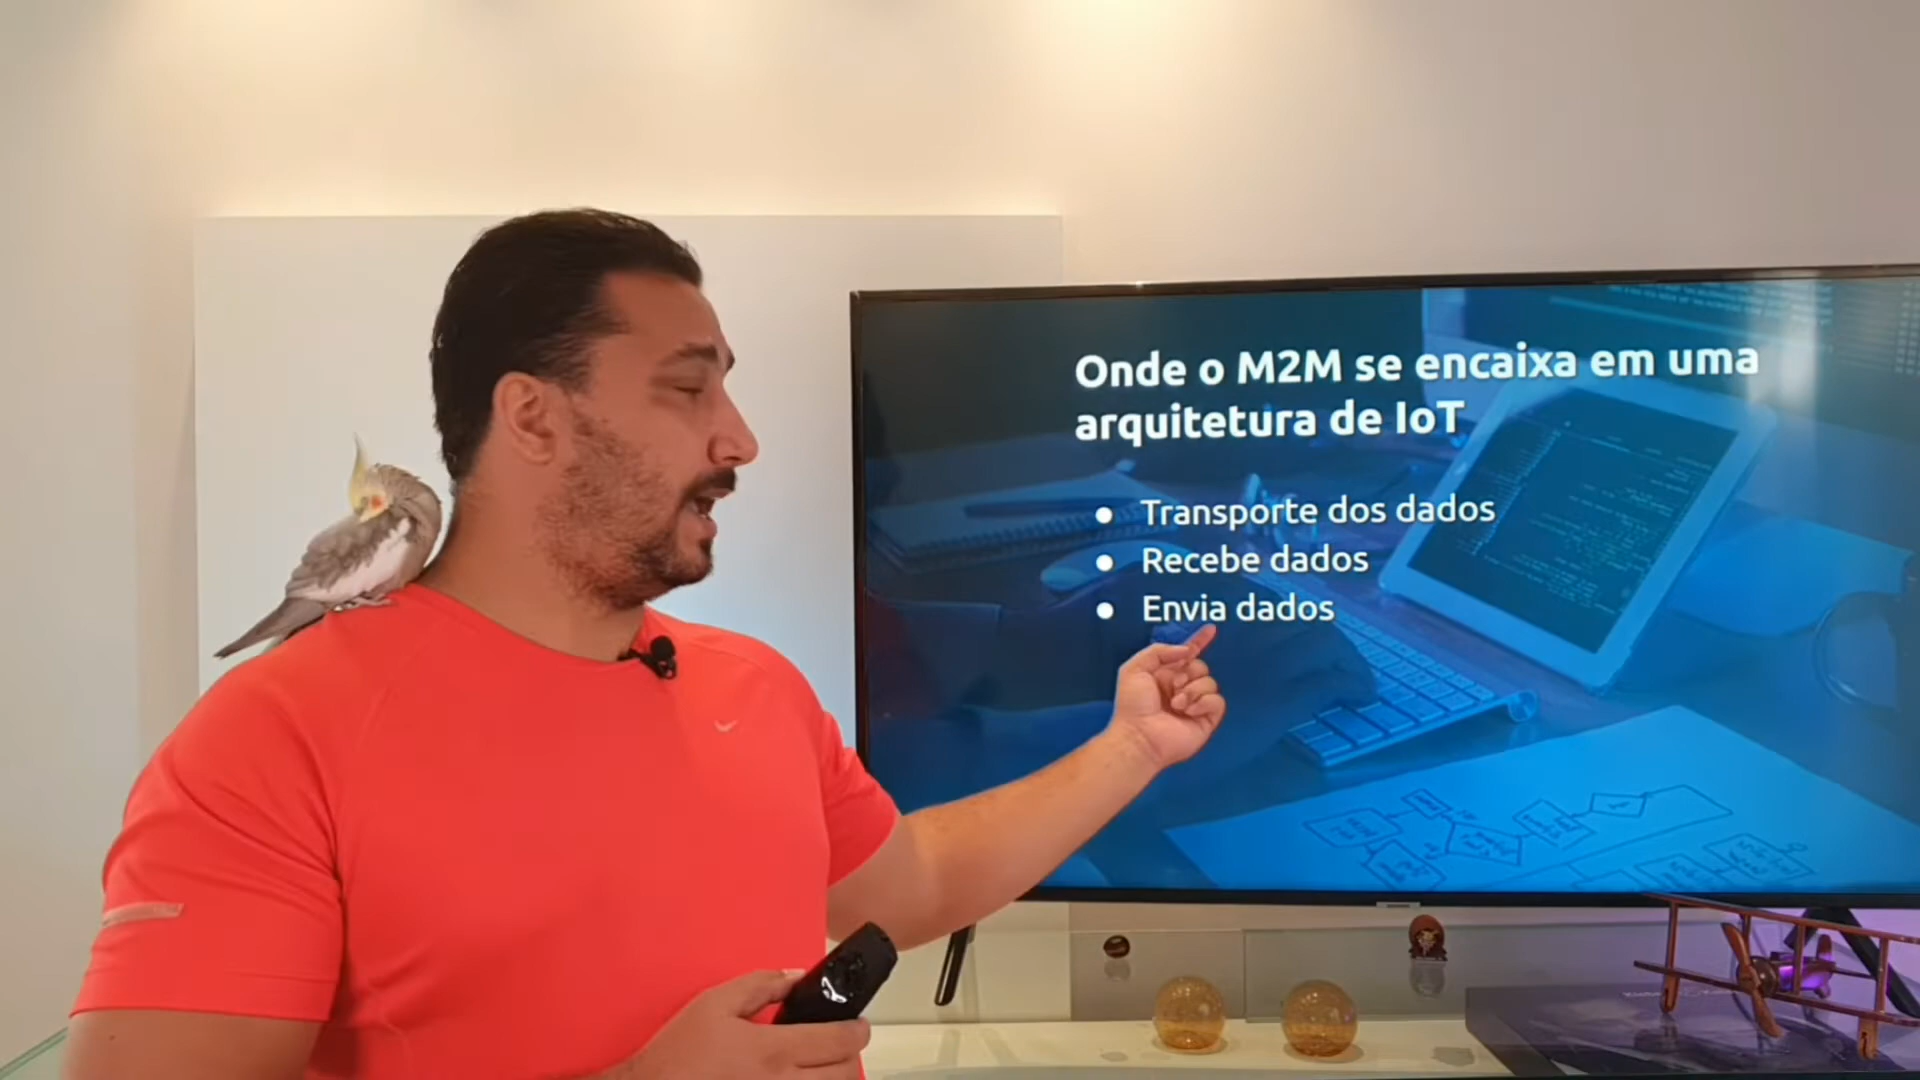 Onde o M2M se encaixa em uma
arquitetura de IoT
● Transporte dos dados
● Recebe dados
● Envia dados